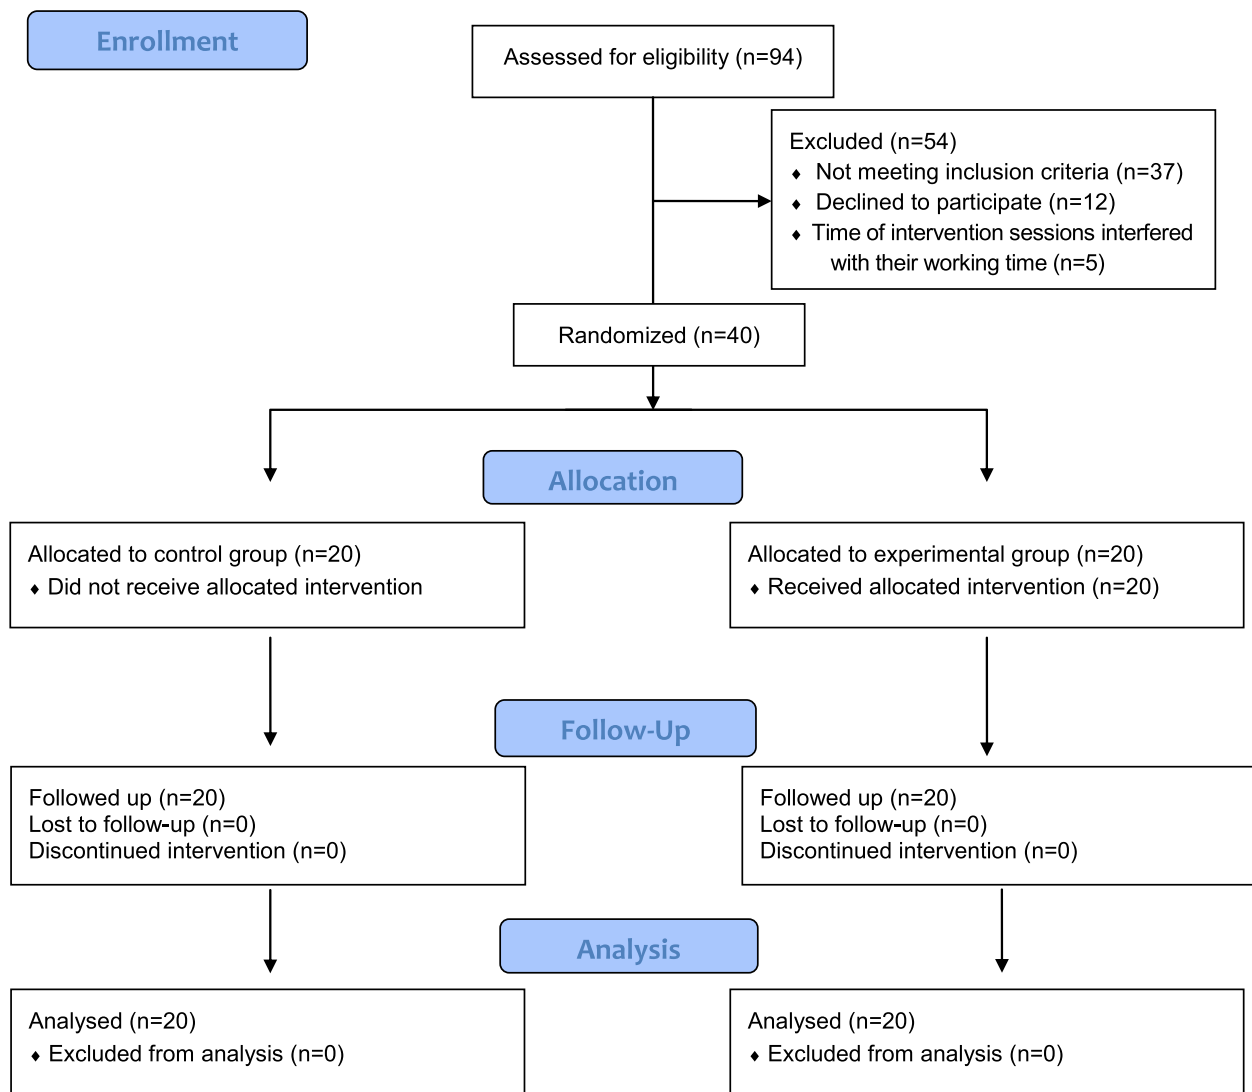 Enrollment
Assessed for eligibility (n=94)
Excluded (n=54)
♦ Not meeting inclusion criteria (n=37)
♦ Declined to participate (n=12)
♦ Time of intervention sessions interfered
with their working time (n=5)
Randomized (n=40)
Allocation
Allocated to control group (n=20)
♦ Did not receive allocated intervention
Allocated to experimental group (n=20)
♦ Received allocated intervention (n=20)
Follow-Up
Followed up (n=20)
Lost to follow-up (n=0)
Discontinued intervention (n=0)
Followed up (n=20)
Lost to follow-up (n=0)
Discontinued intervention (n=0)
Analysis
Analysed (n=20)
♦ Excluded from analysis (n=0)
Analysed (n=20)
♦ Excluded from analysis (n=0)